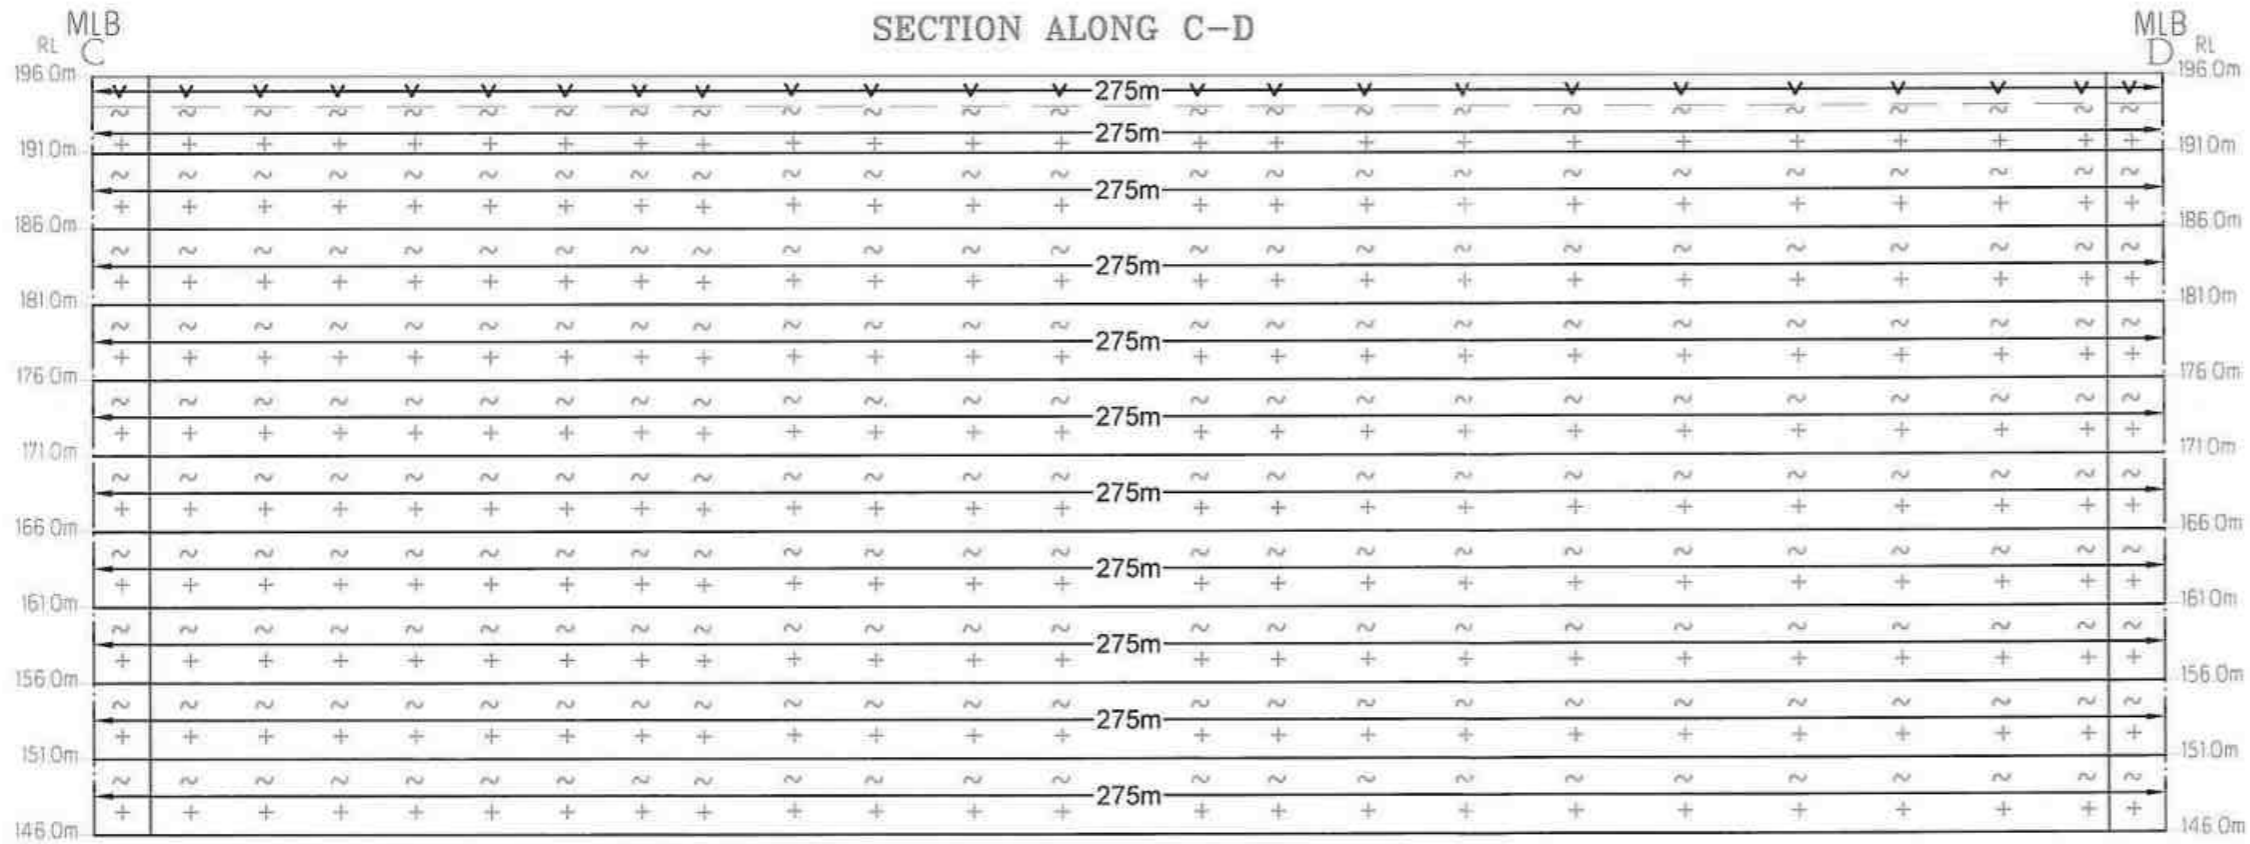 MLB SECTION ALONG C-D MLB
RL C D RL
196.0m 196.0m
275m
275m
191.0m 191.0m
275m
186.0m 186.0m
275m
181.0m 181.0m
275m
176.0m 176.0m
275m
171.0m 171.0m
275m
166.0m 166.0m
275m
161.0m 161.0m
275m
156.0m 156.0m
275m
151.0m 151.0m
275m
146.0m 146.0m